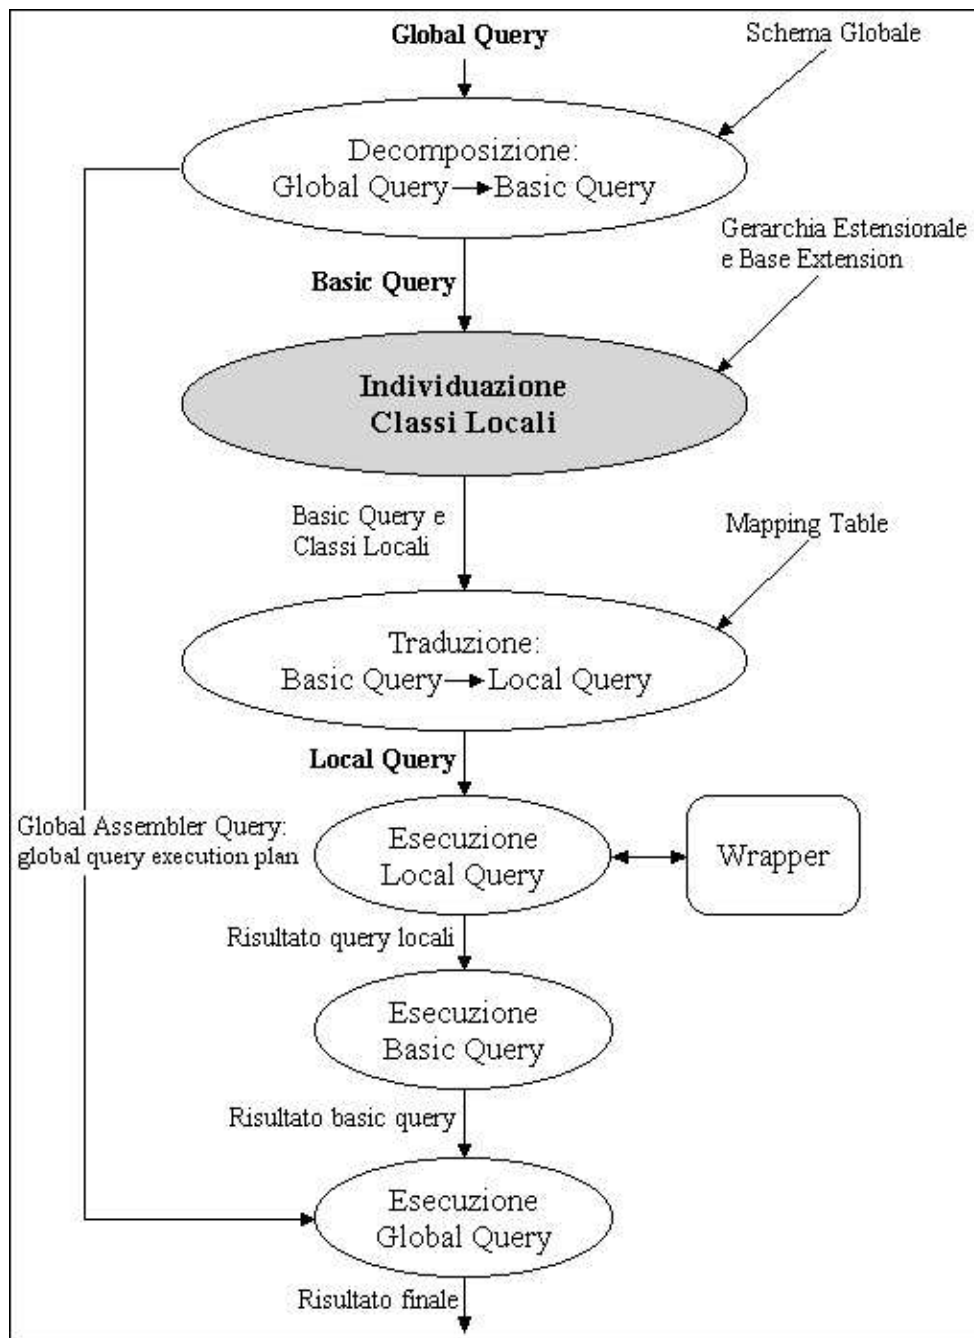 Global Query
Schema Globale
Decomposizione:
Global Query → Basic Query
Gerarchia Estensionale
e Base Extension
Basic Query
Individuazione
Classi Locali
Basic Query e
Classi Locali
Mapping Table
Traduzione:
Basic Query → Local Query
Local Query
Global Assembler Query:
global query execution plan
Esecuzione
Local Query
Wrapper
Risultato query locali
Esecuzione
Basic Query
Risultato basic query
Esecuzione
Global Query
Risultato finale